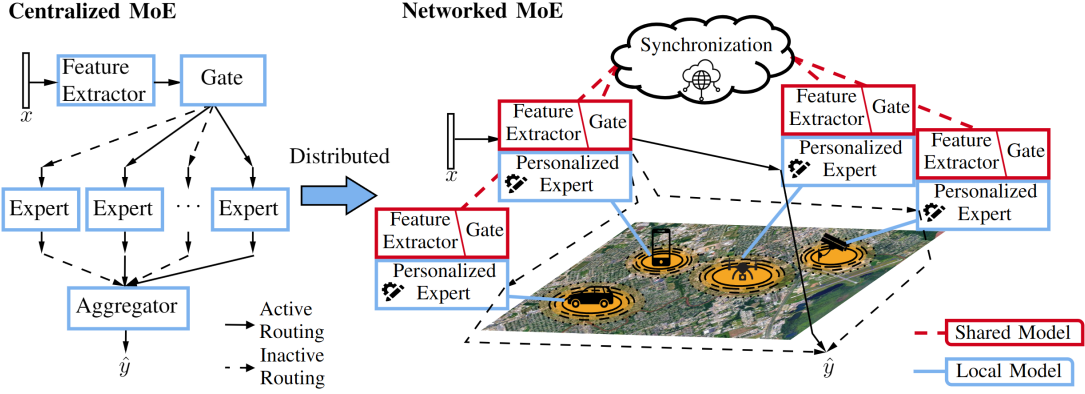 Centralized MoE
Feature
Extractor
Gate
x
Expert
Expert
...
Expert
Aggregator
ŷ
Active
Routing
Inactive
Routing
Distributed
Networked MoE
Synchronization
x
Feature
Extractor
Gate
Personalized
Expert
Feature
Extractor
Gate
Personalized
Expert
Feature
Extractor
Gate
Personalized
Expert
Feature
Extractor
Gate
Personalized
Expert
ŷ
Shared Model
Local Model